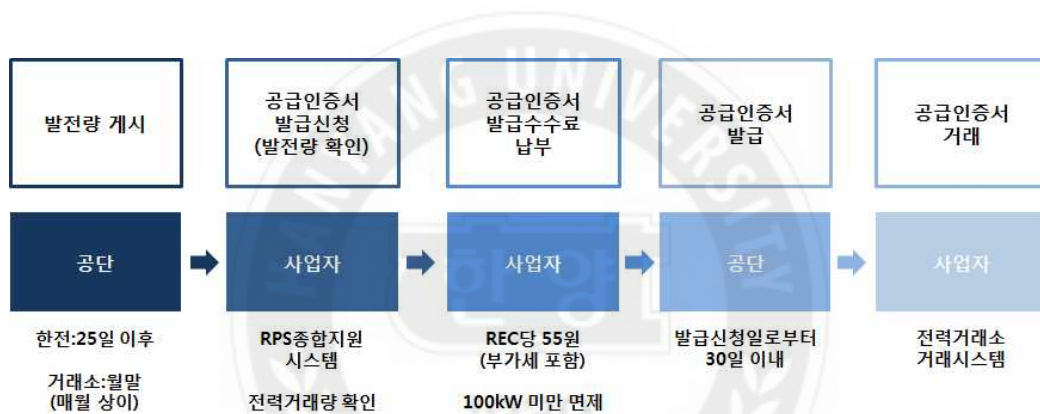 발전량 게시
공급인증서
발급신청
(발전량 확인)
공급인증서
발급수수료
납부
공급인증서
발급
공급인증서
거래
공단
사업자
사업자
공단
사업자
한전:25일 이후
거래소:월말
(매월 상이)
RPS종합지원
시스템
전력거래량 확인
REC당 55원
(부가세 포함)
100kW 미만 면제
발급신청일로부터
30일 이내
전력거래소
거래시스템
HANYANG UNIVERSITY
한양